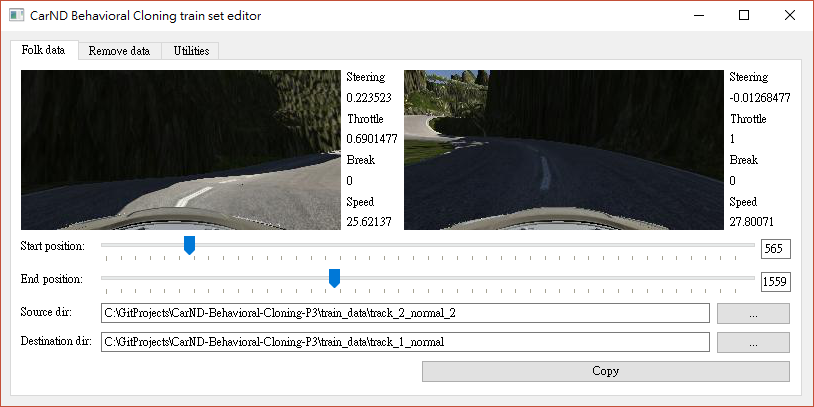 CarND Behavioral Cloning train set editor
Folk data Remove data Utilities
Steering
0.223523
Throttle
0.6901477
Break
0
Speed
25.62137
Steering
-0.01268477
Throttle
1
Break
0
Speed
27.80071
Start position: 565
End position: 1559
Source dir: C:\GitProjects\CarND-Behavioral-Cloning-P3\train_data\track_2_normal_2 ...
Destination dir: C:\GitProjects\CarND-Behavioral-Cloning-P3\train_data\track_1_normal ...
Copy